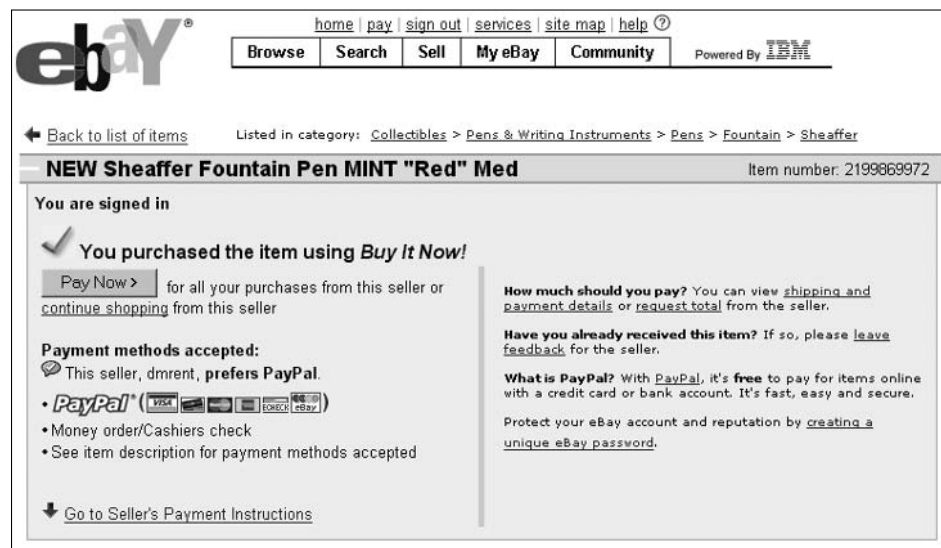 ebaY®
home | pay | sign out | services | site map | help ?
Browse Search Sell My eBay Community Powered By IBM
Back to list of items Listed in category: Collectibles > Pens & Writing Instruments > Pens > Fountain > Sheaffer
NEW Sheaffer Fountain Pen MINT "Red" Med Item number: 2199869972
You are signed in
You purchased the item using Buy It Now!
Pay Now > for all your purchases from this seller or
continue shopping from this seller
Payment methods accepted:
This seller, dmrent, prefers PayPal.
• PayPal* (VISA ECHECK eBay)
• Money order/Cashiers check
• See item description for payment methods accepted
Go to Seller's Payment Instructions
How much should you pay? You can view shipping and
payment details or request total from the seller.
Have you already received this item? If so, please leave
feedback for the seller.
What is PayPal? With PayPal, it's free to pay for items online
with a credit card or bank account. It's fast, easy and secure.
Protect your eBay account and reputation by creating a
unique eBay password.